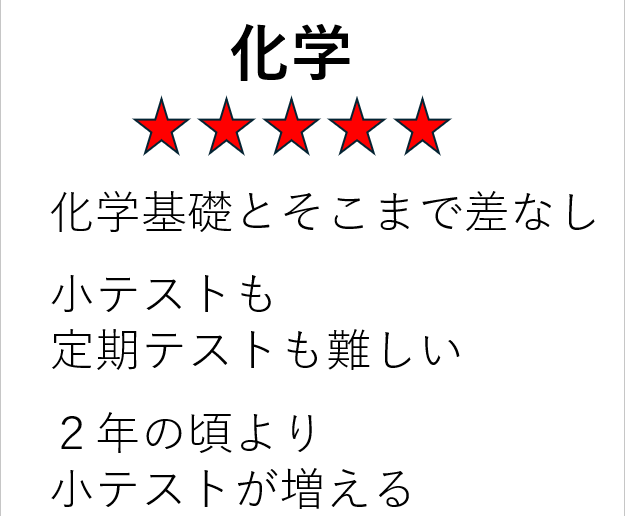 化学
★★★★★
化学基礎とそこまで差なし
小テストも
定期テストも難しい
２年の頃より
小テストが増える